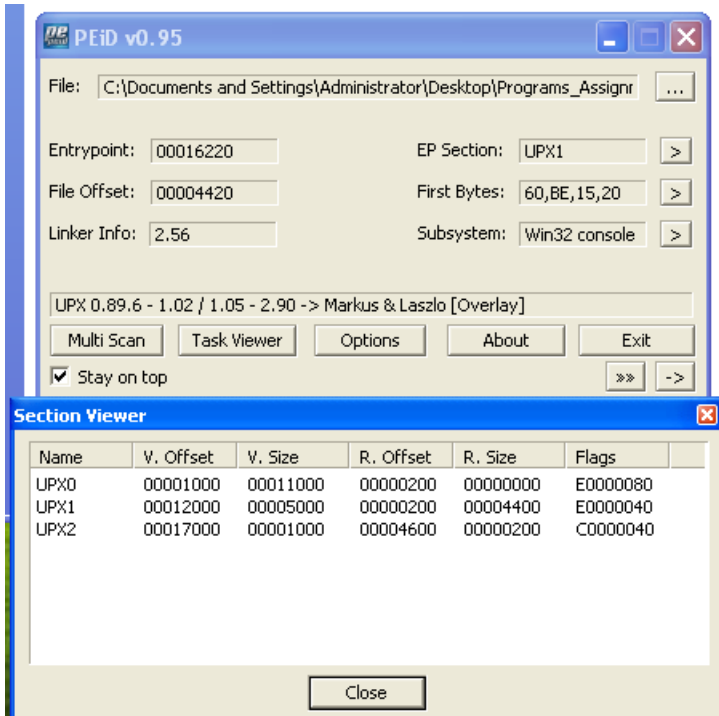 PEiD v0.95
File: C:\Documents and Settings\Administrator\Desktop\Programs_Assignr ...
Entrypoint: 00016220 EP Section: UPX1 >
File Offset: 00004420 First Bytes: 60,BE,15,20 >
Linker Info: 2.56 Subsystem: Win32 console >
UPX 0.89.6 - 1.02 / 1.05 - 2.90 -> Markus & Laszlo [Overlay]
Multi Scan Task Viewer Options About Exit
Stay on top »» ->
Section Viewer
Name V. Offset V. Size R. Offset R. Size Flags
UPX0 00001000 00011000 00000200 00000000 E0000080
UPX1 00012000 00005000 00000200 00004400 E0000040
UPX2 00017000 00001000 00004600 00000200 C0000040
Close